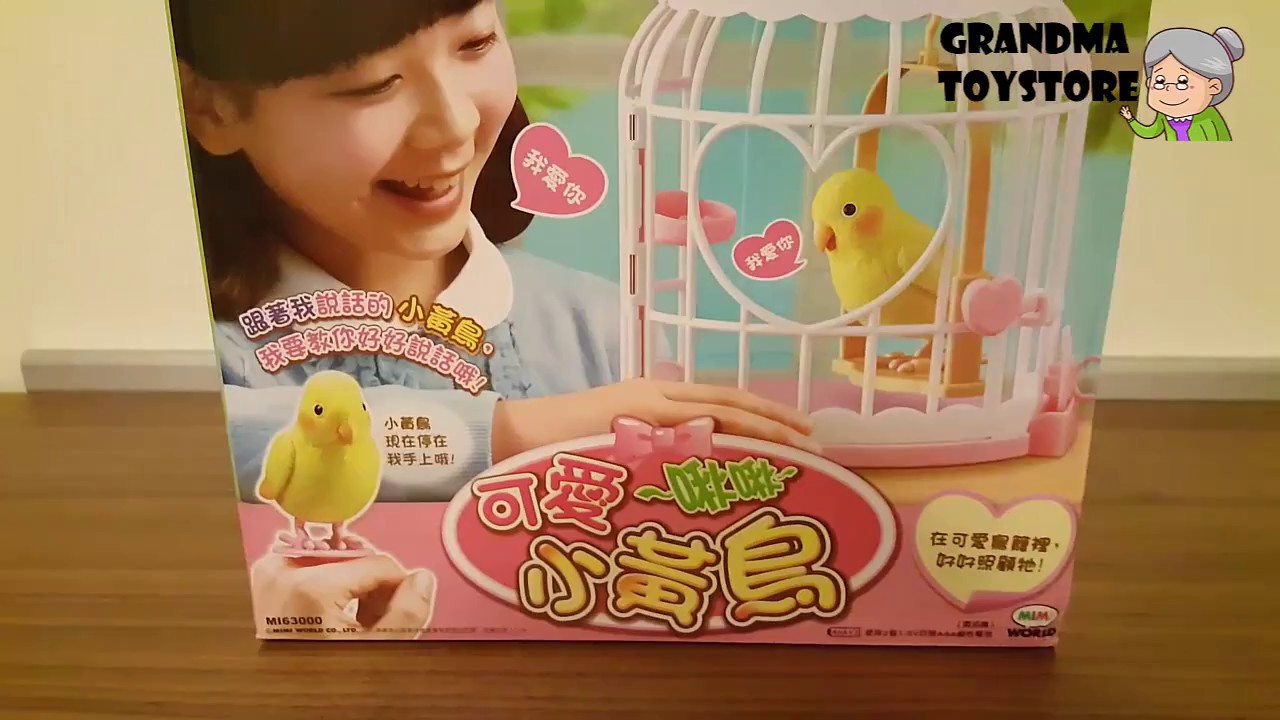 GRANDMA
TOYSTORE
我愛你
我愛你
跟著我說話的 小黃鳥,
我要教你好好說話哦!
小黃鳥
現在停在
我手上哦!
可愛
小黃鳥
在可愛鳥籠裡,
好好照顧牠!
MI63000
© MIMI WORLD CO., LTD.
MIMI
WORLD